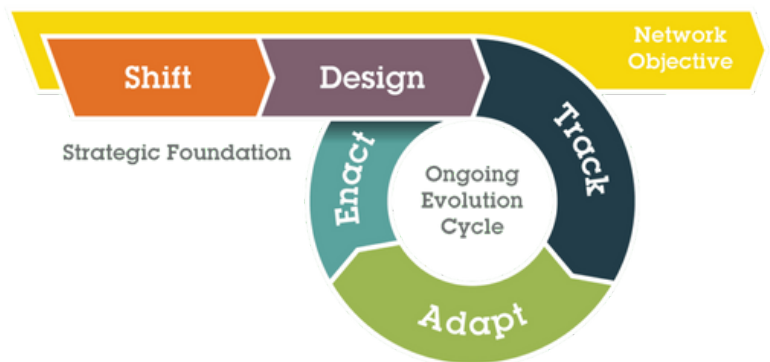 Network
Objective
Shift
Design
Track
Strategic Foundation
Enact
Ongoing
Evolution
Cycle
Adapt